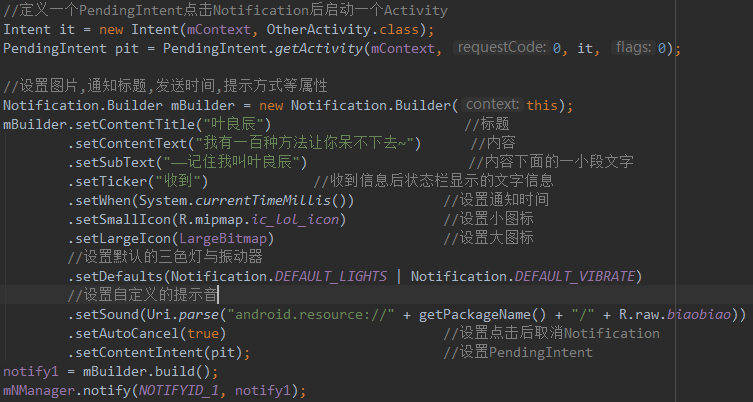 //定义一个PendingIntent点击Notification后启动一个Activity
Intent it = new Intent(mContext, OtherActivity.class);
PendingIntent pit = PendingIntent.getActivity(mContext, requestCode: 0, it, flags: 0);
//设置图片,通知标题,发送时间,提示方式等属性
Notification.Builder mBuilder = new Notification.Builder( context: this);
mBuilder.setContentTitle("叶良辰") //标题
.setContentText("我有一百种方法让你呆不下去~") //内容
.setSubText("——记住我叫叶良辰") //内容下面的一小段文字
.setTicker("收到") //收到信息后状态栏显示的文字信息
.setWhen(System.currentTimeMillis()) //设置通知时间
.setSmallIcon(R.mipmap.ic_lol_icon) //设置小图标
.setLargeIcon(LargeBitmap) //设置大图标
//设置默认的三色灯与振动器
.setDefaults(Notification.DEFAULT_LIGHTS | Notification.DEFAULT_VIBRATE)
//设置自定义的提示音
.setSound(Uri.parse("android.resource://" + getPackageName() + "/" + R.raw.biaobiao))
.setAutoCancel(true) //设置点击后取消Notification
.setContentIntent(pit); //设置PendingIntent
notify1 = mBuilder.build();
mNManager.notify(NOTIFYID_1, notify1);